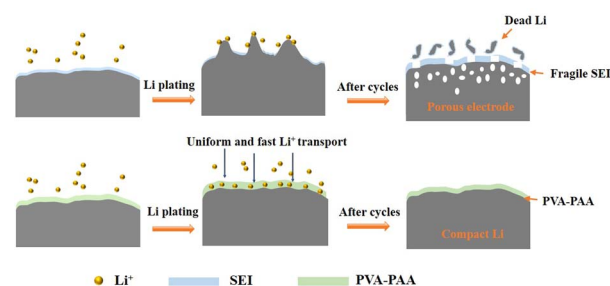 Dead Li
Li plating
After cycles
Fragile SEI
Porous electrode
Uniform and fast Li⁺ transport
Li plating
After cycles
PVA-PAA
Compact Li
Li⁺
SEI
PVA-PAA